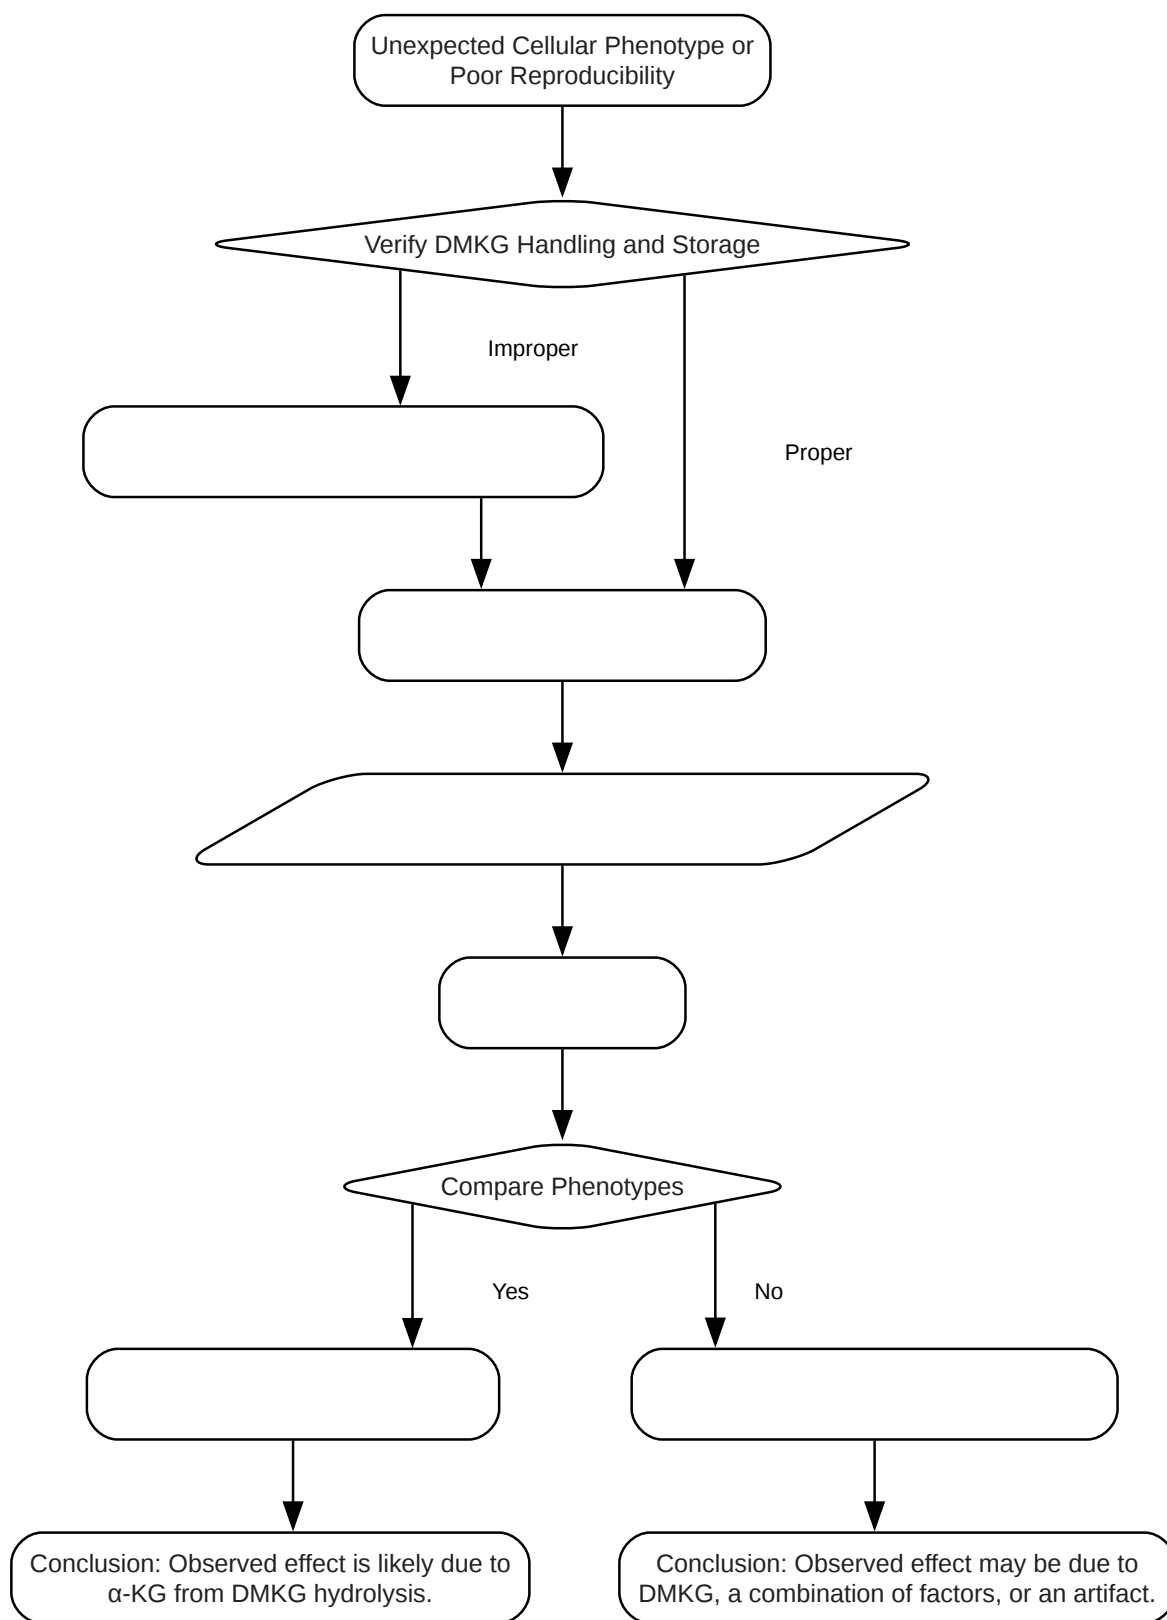 Unexpected Cellular Phenotype or
Poor Reproducibility
Verify DMKG Handling and Storage
Improper
Proper
Compare Phenotypes
Yes
No
Conclusion: Observed effect is likely due to
α-KG from DMKG hydrolysis.
Conclusion: Observed effect may be due to
DMKG, a combination of factors, or an artifact.